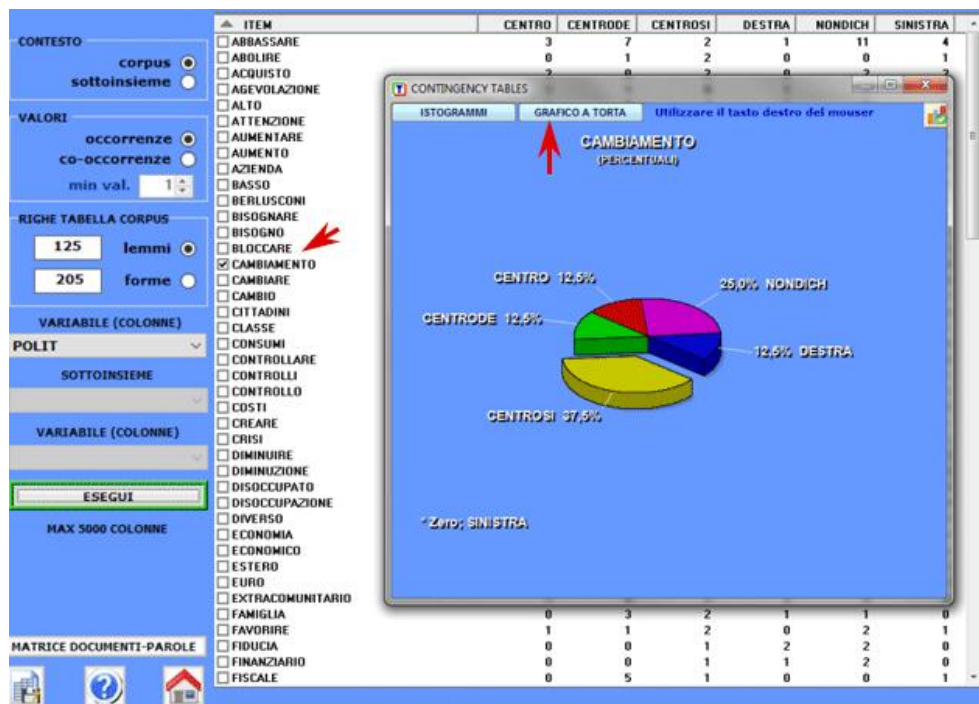 ITEM CENTRO CENTRODE CENTROSI DESTRA NONDICH SINISTRA
CONTESTO
corpus
sottoinsieme
VALORI
occorrenze
co-occorrenze
min val. 1
RIGHE TABELLA CORPUS
125 lemmi
205 forme
VARIABILE (COLONNE)
POLIT
SOTTOINSIEME
VARIABILE (COLONNE)
ESEGUI
MAX 5000 COLONNE
MATRICE DOCUMENTI-PAROLE
ABBASSARE 3 7 2 1 11 4
ABOLIRE 0 1 2 0 0 1
ACQUISTO
AGEVOLAZIONE
ALTO
ATTENZIONE
AUMENTARE
AUMENTO
AZIENDA
BASSO
BERLUSCONI
BISOGNARE
BISOGNO
BLOCCARE
CAMBIAMENTO
CAMBIARE
CAMBIO
CITTADINI
CLASSE
CONSUMI
CONTROLLARE
CONTROLLI
CONTROLLO
COSTI
CREARE
CRISI
DIMINUIRE
DIMINUZIONE
DISOCCUPATO
DISOCCUPAZIONE
DIVERSO
ECONOMIA
ECONOMICO
ESTERO
EURO
EXTRACOMUNITARIO
FAMIGLIA 0 3 2 1 1 0
FAVORIRE 1 1 2 0 2 1
FIDUCIA 0 0 1 2 2 0
FINANZIARIO 0 0 1 1 2 0
FISCALE 0 5 1 0 0 1
CONTINGENCY TABLES
ISTOGRAMMI GRAFICO A TORTA Utilizzare il tasto destro del mouser
CAMBIAMENTO
(PERCENTUALI)
CENTRO 12,5%
25,0% NONDICH
CENTRODE 12,5%
12,5% DESTRA
CENTROSI 37,5%
* Zero; SINISTRA